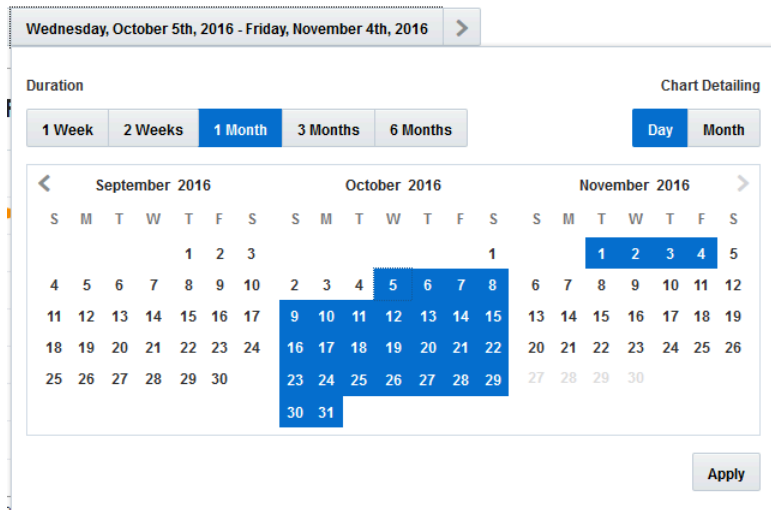 Wednesday, October 5th, 2016 - Friday, November 4th, 2016
Duration Chart Detailing
1 Week 2 Weeks 1 Month 3 Months 6 Months Day Month
September 2016 October 2016 November 2016
S M T W T F S S M T W T F S S M T W T F S
1 2 3 1 1 2 3 4 5
4 5 6 7 8 9 10 2 3 4 5 6 7 8 6 7 8 9 10 11 12
11 12 13 14 15 16 17 9 10 11 12 13 14 15 13 14 15 16 17 18 19
18 19 20 21 22 23 24 16 17 18 19 20 21 22 20 21 22 23 24 25 26
25 26 27 28 29 30 23 24 25 26 27 28 29 27 28 29 30
30 31
Apply